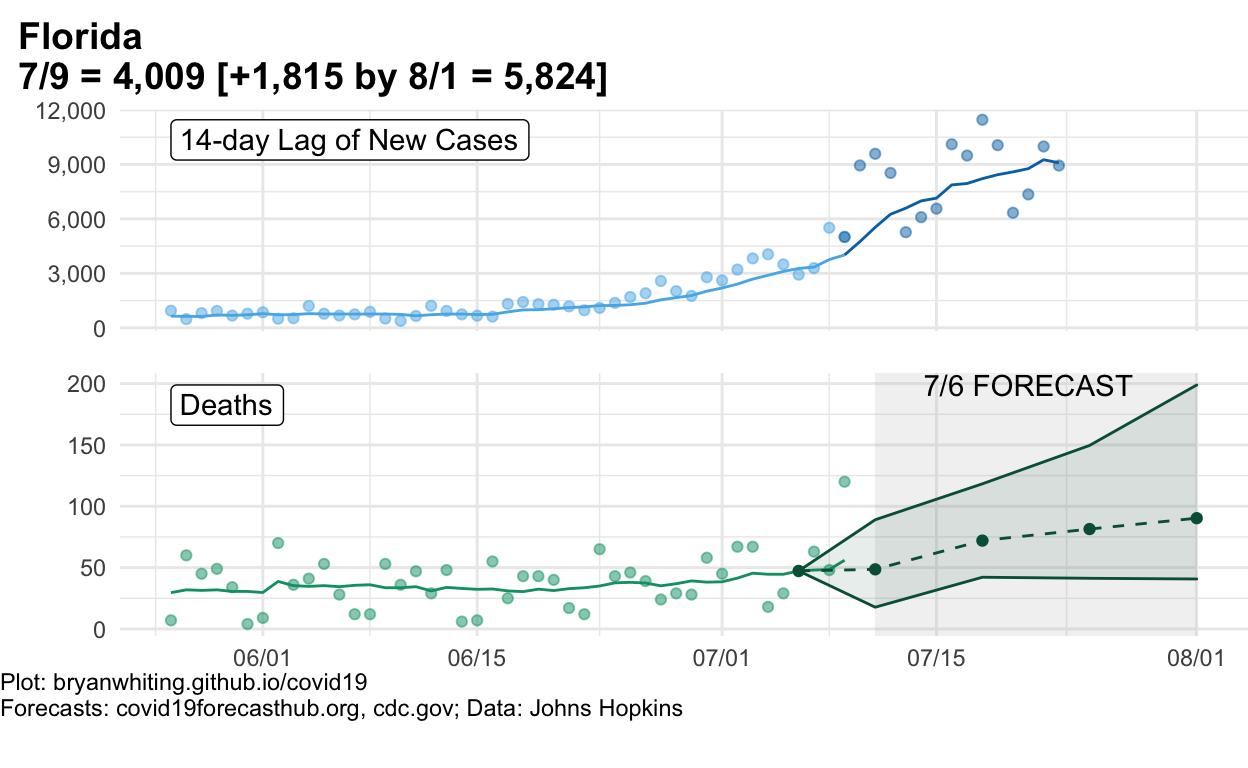 Florida
7/9 = 4,009 [+1,815 by 8/1 = 5,824]
12,000
14-day Lag of New Cases
9,000
6,000
3,000
0
200
7/6 FORECAST
Deaths
150
100
50
0
06/01 06/15 07/01 07/15 08/01
Plot: bryanwhiting.github.io/covid19
Forecasts: covid19forecasthub.org, cdc.gov; Data: Johns Hopkins